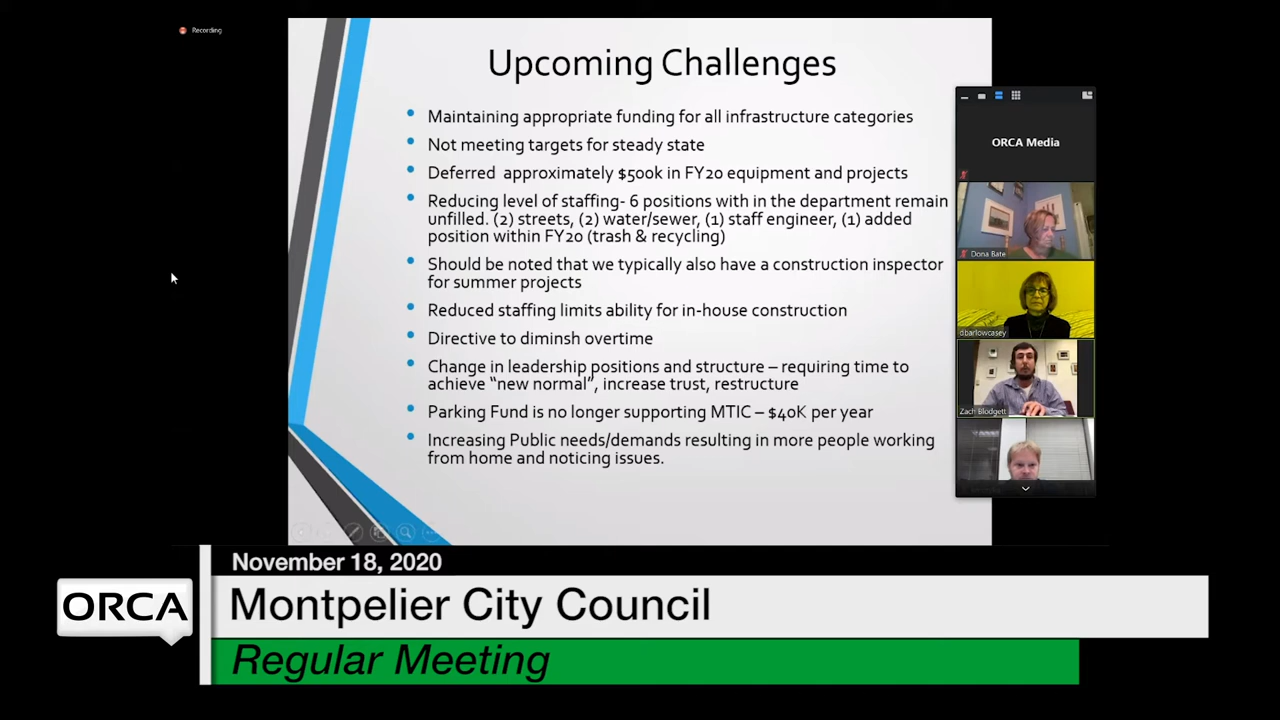 Recording
Upcoming Challenges
Maintaining appropriate funding for all infrastructure categories
Not meeting targets for steady state
Deferred approximately $500k in FY20 equipment and projects
Reducing level of staffing- 6 positions with in the department remain
unfilled. (2) streets, (2) water/sewer, (1) staff engineer, (1) added
position within FY20 (trash & recycling)
Should be noted that we typically also have a construction inspector
for summer projects
Reduced staffing limits ability for in-house construction
Directive to diminsh overtime
Change in leadership positions and structure – requiring time to
achieve “new normal”, increase trust, restructure
Parking Fund is no longer supporting MTIC – $40K per year
Increasing Public needs/demands resulting in more people working
from home and noticing issues.
ORCA Media
Dona Bate
dbarlowcasey
Zach Blodgett
November 18, 2020
ORCA
Montpelier City Council
Regular Meeting